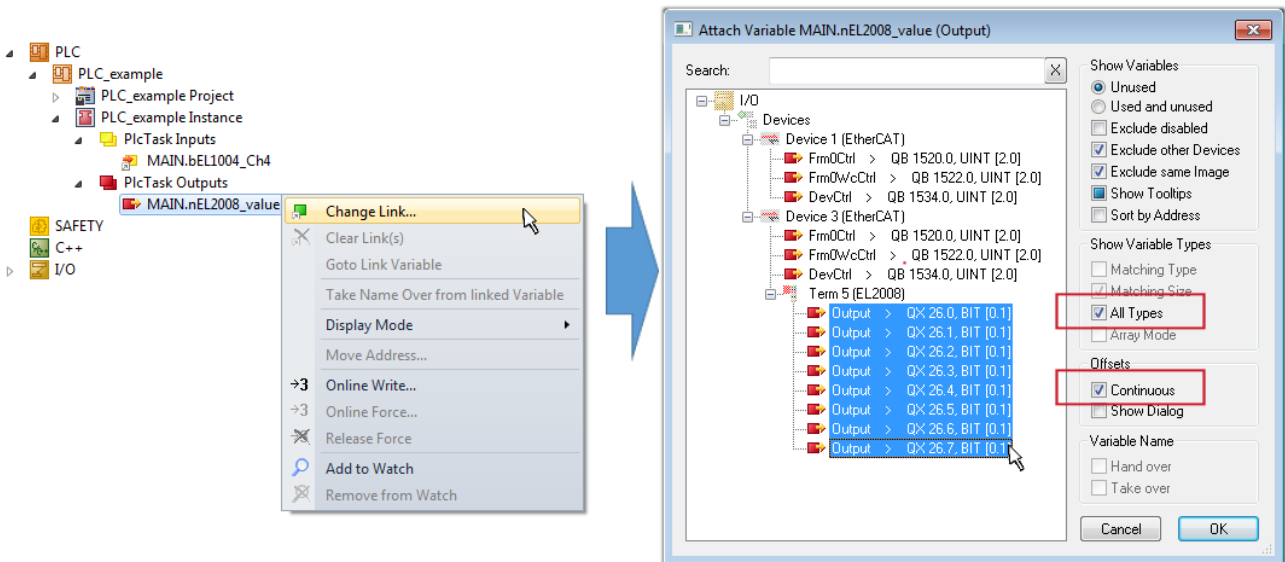 PLC
PLC_example
PLC_example Project
PLC_example Instance
PlcTask Inputs
MAIN.bEL1004_Ch4
PlcTask Outputs
MAIN.nEL2008_value
SAFETY
C++
I/O
Change Link...
Clear Link(s)
Goto Link Variable
Take Name Over from linked Variable
Display Mode
Move Address...
→3 Online Write...
→3 Online Force...
Release Force
Add to Watch
Remove from Watch
Attach Variable MAIN.nEL2008_value (Output)
Search:
X
I/O
Devices
Device 1 (EtherCAT)
Frm0Ctrl > QB 1520.0, UINT [2.0]
Frm0WcCtrl > QB 1522.0, UINT [2.0]
DevCtrl > QB 1534.0, UINT [2.0]
Device 3 (EtherCAT)
Frm0Ctrl > QB 1520.0, UINT [2.0]
Frm0WcCtrl > QB 1522.0, UINT [2.0]
DevCtrl > QB 1534.0, UINT [2.0]
Term 5 (EL2008)
Output > QX 26.0, BIT [0.1]
Output > QX 26.1, BIT [0.1]
Output > QX 26.2, BIT [0.1]
Output > QX 26.3, BIT [0.1]
Output > QX 26.4, BIT [0.1]
Output > QX 26.5, BIT [0.1]
Output > QX 26.6, BIT [0.1]
Output > QX 26.7, BIT [0.1]
Show Variables
Unused
Used and unused
Exclude disabled
Exclude other Devices
Exclude same Image
Show Tooltips
Sort by Address
Show Variable Types
Matching Type
Matching Size
All Types
Array Mode
Offsets
Continuous
Show Dialog
Variable Name
Hand over
Take over
Cancel
OK